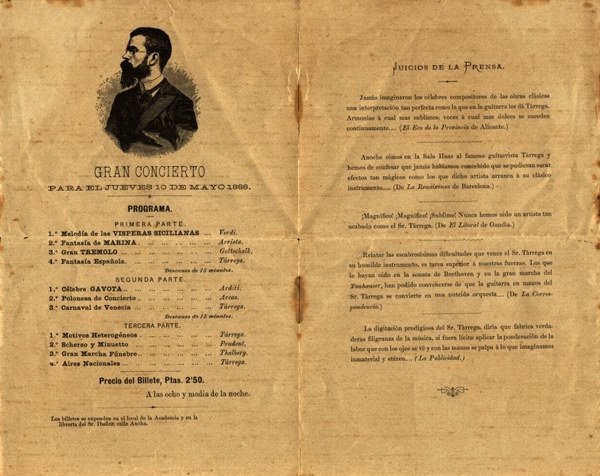 GRAN CONCIERTO
PARA EL JUEVES 10 DE MAYO 1888.
PROGRAMA.
PRIMERA PARTE.
1.ª Melodía de las VISPERAS SICILIANAS ... Verdi.
2.ª Fantasía de MARINA ... Arrieta.
3.ª Gran TREMOLO ... Gottschalk.
4.ª Fantasía Española. ... Tárrega.
Descanso de 15 minutos.
SEGUNDA PARTE.
1.ª Célebre GAVOTA ... Arditi.
2.ª Polonesa de Concierto ... Arcas.
3.ª Carnaval de Venecia ... Tárrega.
Descanso de 15 minutos.
TERCERA PARTE.
1.ª Motivos Heterogéneos ... Tárrega.
2.ª Scherzo y Minuetto ... Prudent.
3.ª Gran Marcha Fúnebre ... Thalberg.
4.ª Aires Nacionales ... Tárrega.
Precio del Billete, Ptas. 2'50.
A las ocho y media de la noche.
Los billetes se expenden en el local de la Academia y en la
librería del Sr. calle Ancha.
JUICIOS DE LA PRENSA.
Jamás imaginaron los célebres compositores de las obras clásicas
una interpretación tan perfecta como la que en la guitarra les dá Tárrega.
Armonías á cual mas sublimes; voces á cual mas dulces se suceden
continuamente.... (El Eco de la Provincia de Alicante.)
Anoche oimos en la Sala Haas al famoso guitarrista Tárrega y
hemos de confesar que jamás habíamos concebido que se pudieran sacar
efectos tan mágicos como los que dicho artista arranca á su clásico
instrumento.... (De La Renaixensa de Barcelona.)
¡Magnífico! ¡Magnífico! ¡Sublime! Nunca hemos oido un artista tan
acabado como el Sr. Tárrega. (De El Litoral de Gandía.)
Relatar las escabrosísimas dificultades que vence el Sr. Tárrega en
su humilde instrumento, es tarea superior á nuestras fuerzas. Los que
le hayan oido en la sonata de Beethoven y en la gran marcha del
Tanhauser, han podido convencerse de que la guitarra en manos del
Sr. Tárrega se convierte en una nutrida orquesta.... (De La Corres-
pondencia.)
La digitación prodigiosa del Sr. Tárrega, diría que fabrica verda-
deras filigranas de la música, si fuera lícito aplicar la ponderación de la
labor que con los ojos se vé y con las manos se palpa á lo que imaginamos
inmaterial y etéreo.... (La Publicidad.)